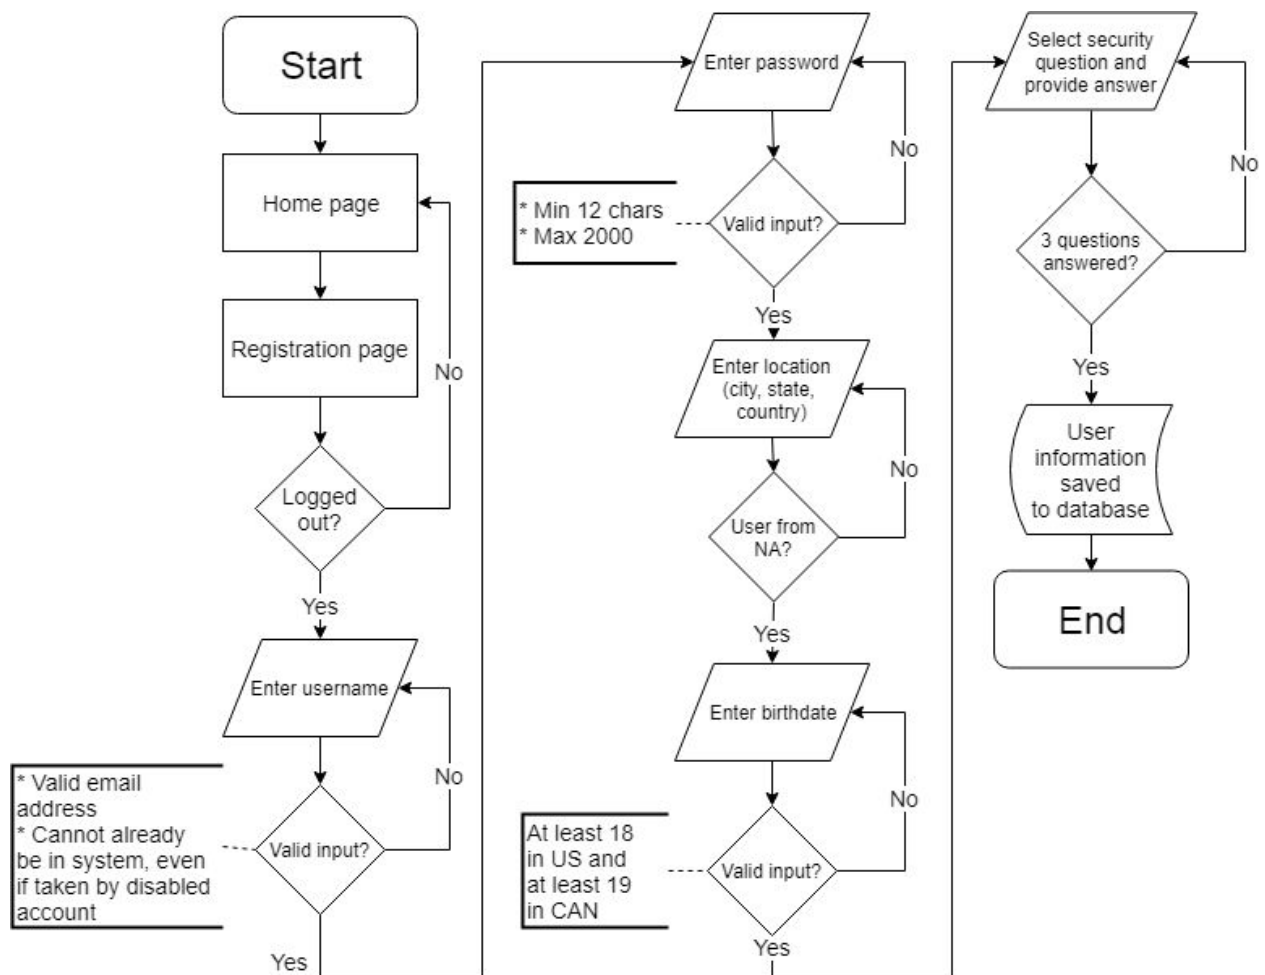 Start
Home page
Registration page
No
Logged
out?
Yes
Enter username
No
* Valid email
address
* Cannot already
be in system, even
if taken by disabled
account
Valid input?
Yes
Enter password
No
* Min 12 chars
* Max 2000
Valid input?
Yes
Enter location
(city, state,
country)
No
User from
NA?
Yes
Enter birthdate
No
At least 18
in US and
at least 19
in CAN
Valid input?
Yes
Select security
question and
provide answer
No
3 questions
answered?
Yes
User
information
saved
to database
End